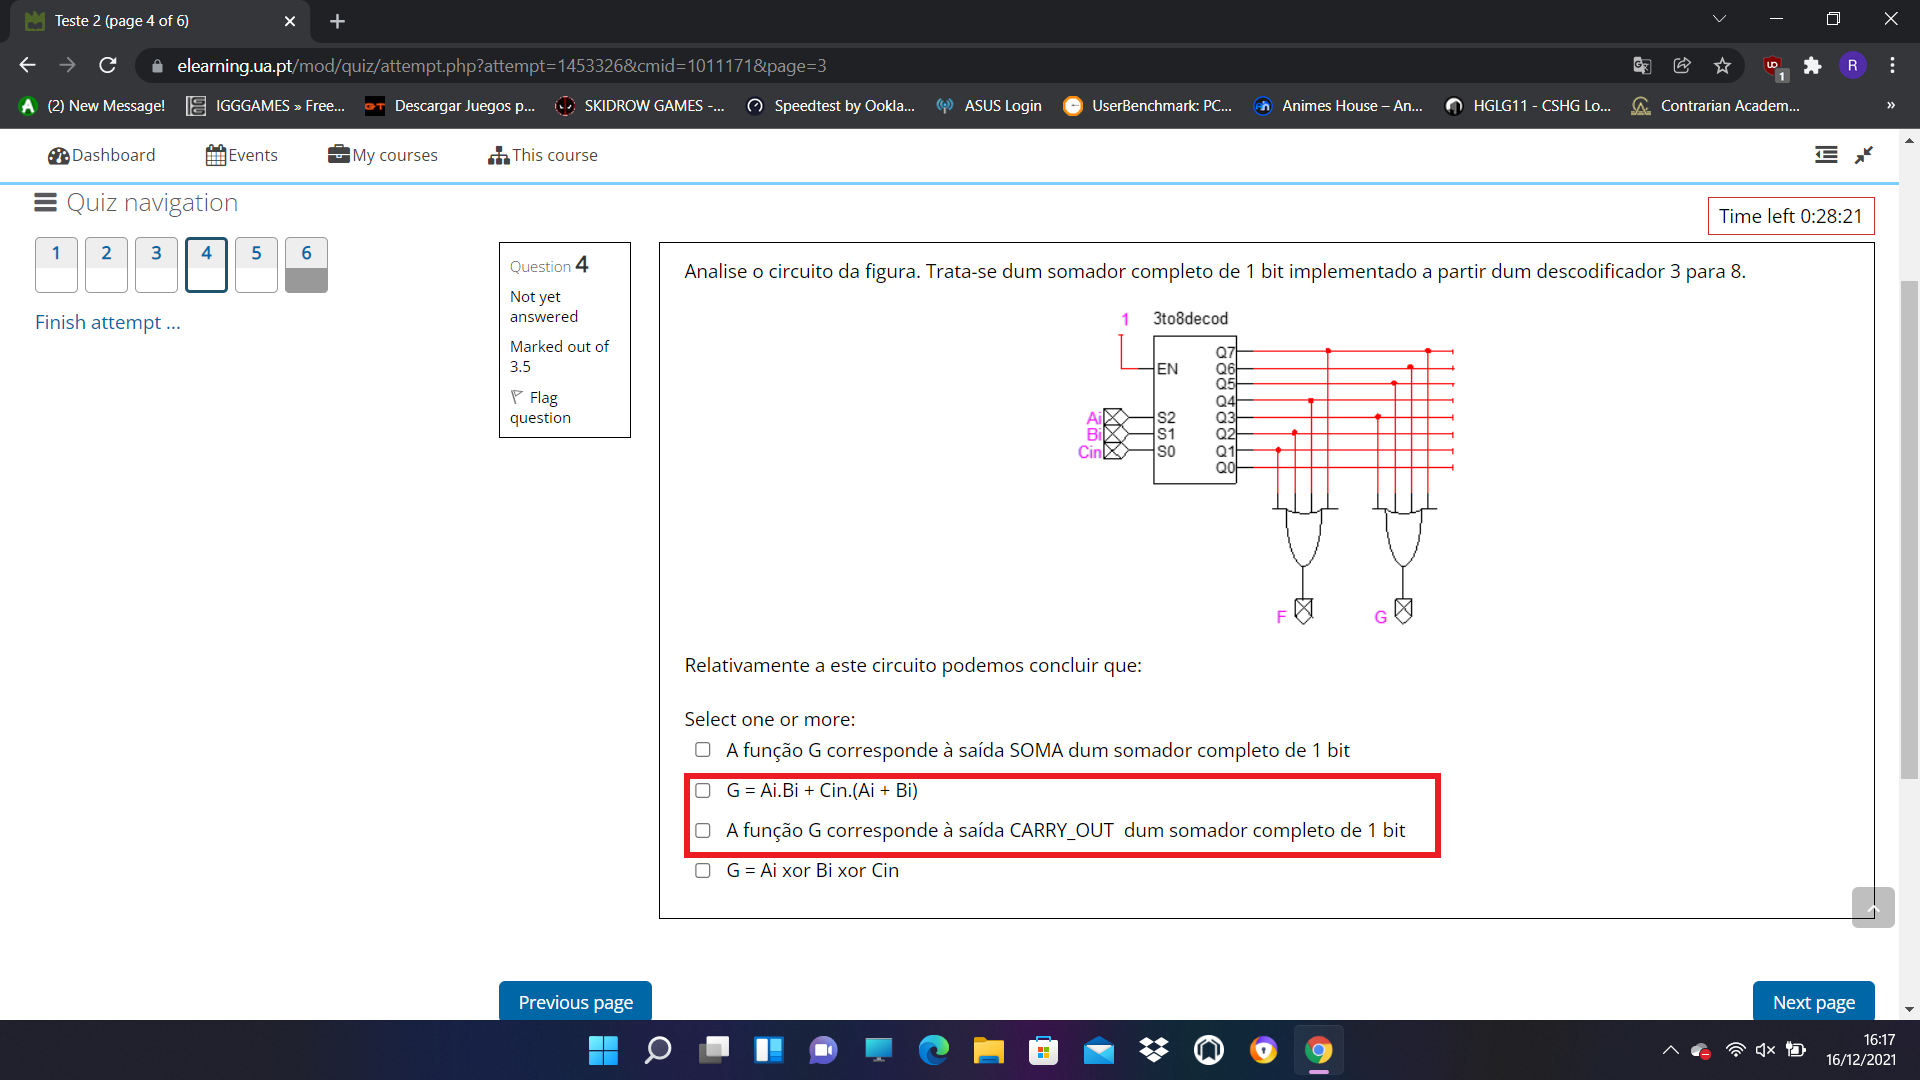 Teste 2 (page 4 of 6)
elearning.ua.pt/mod/quiz/attempt.php?attempt=1453326&cmid=1011171&page=3
UD 1
R
(2) New Message!
IGGGAMES » Free...
Descargar Juegos p...
SKIDROW GAMES -...
Speedtest by Ookla...
ASUS Login
UserBenchmark: PC...
Animes House – An...
HGLG11 - CSHG Lo...
Contrarian Academ...
»
Dashboard
Events
My courses
This course
Quiz navigation
Time left 0:28:21
1 2 3 4 5 6
Finish attempt ...
Question 4
Not yet
answered
Marked out of
3.5
Flag
question
Analise o circuito da figura. Trata-se dum somador completo de 1 bit implementado a partir dum descodificador 3 para 8.
1 3to8decod
Q7
EN Q6
Q5
Q4
Ai S2 Q3
Bi S1 Q2
Cin S0 Q1
Q0
F G
Relativamente a este circuito podemos concluir que:
Select one or more:
A função G corresponde à saída SOMA dum somador completo de 1 bit
G = Ai.Bi + Cin.(Ai + Bi)
A função G corresponde à saída CARRY_OUT dum somador completo de 1 bit
G = Ai xor Bi xor Cin
Previous page
Next page
16:17
16/12/2021